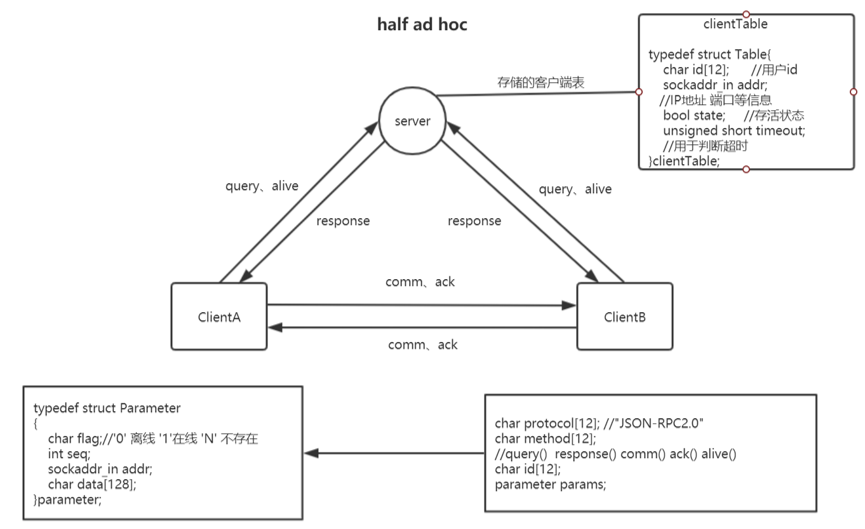 half ad hoc
clientTable
typedef struct Table{
char id[12]; //用户id
sockaddr_in addr;
//IP地址 端口等信息
bool state; //存活状态
unsigned short timeout;
//用于判断超时
}clientTable;
存储的客户端表
server
query、alive
query、alive
response
response
ClientA
comm、ack
ClientB
comm、ack
typedef struct Parameter
{
char flag;//'0' 离线 '1'在线 'N' 不存在
int seq;
sockaddr_in addr;
char data[128];
}parameter;
char protocol[12]; //"JSON-RPC2.0"
char method[12];
//query() response() comm() ack() alive()
char id[12];
parameter params;